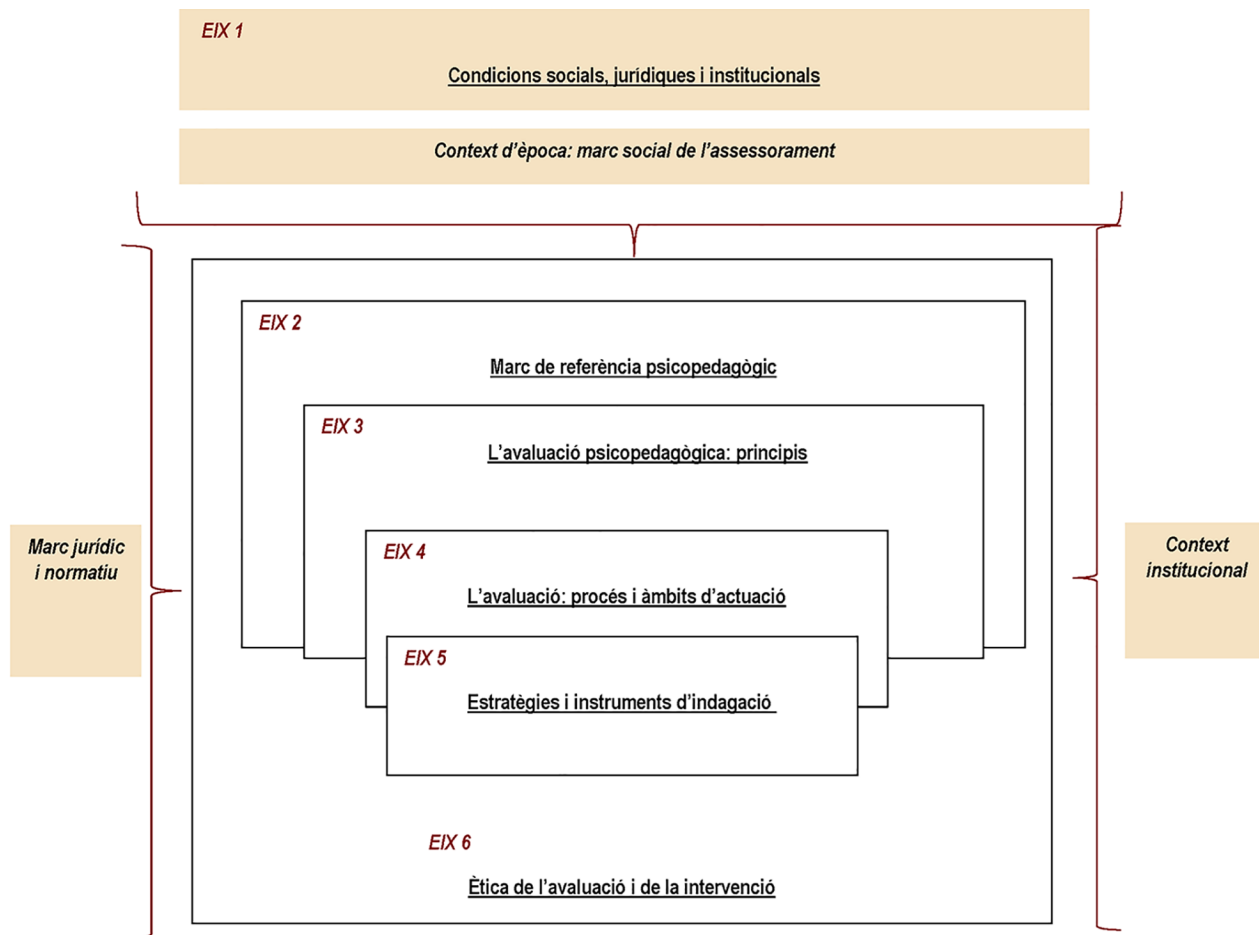 EIX 1
Condicions socials, jurídiques i institucionals
Context d’època: marc social de l’assessorament
EIX 2
Marc de referència psicopedagògic
EIX 3
L’avaluació psicopedagògica: principis
Marc jurídic
i normatiu
EIX 4
L’avaluació: procés i àmbits d’actuació
Context
institucional
EIX 5
Estratègies i instruments d’indagació
EIX 6
Ètica de l’avaluació i de la intervenció